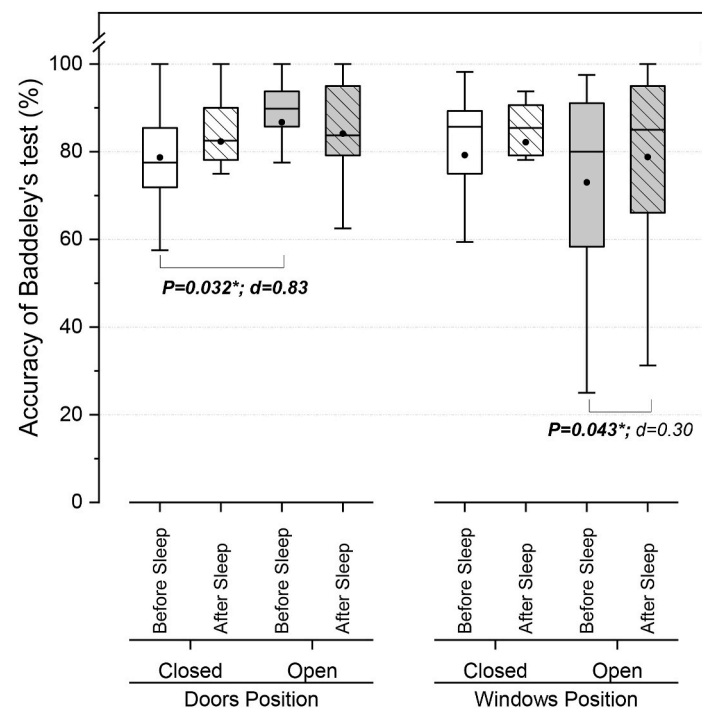 Accuracy of Baddeley's test (%)
100
80
60
40
20
0
P=0.032*; d=0.83
P=0.043*; d=0.30
Before Sleep
After Sleep
Before Sleep
After Sleep
Before Sleep
After Sleep
Before Sleep
After Sleep
Closed Open Closed Open
Doors Position Windows Position